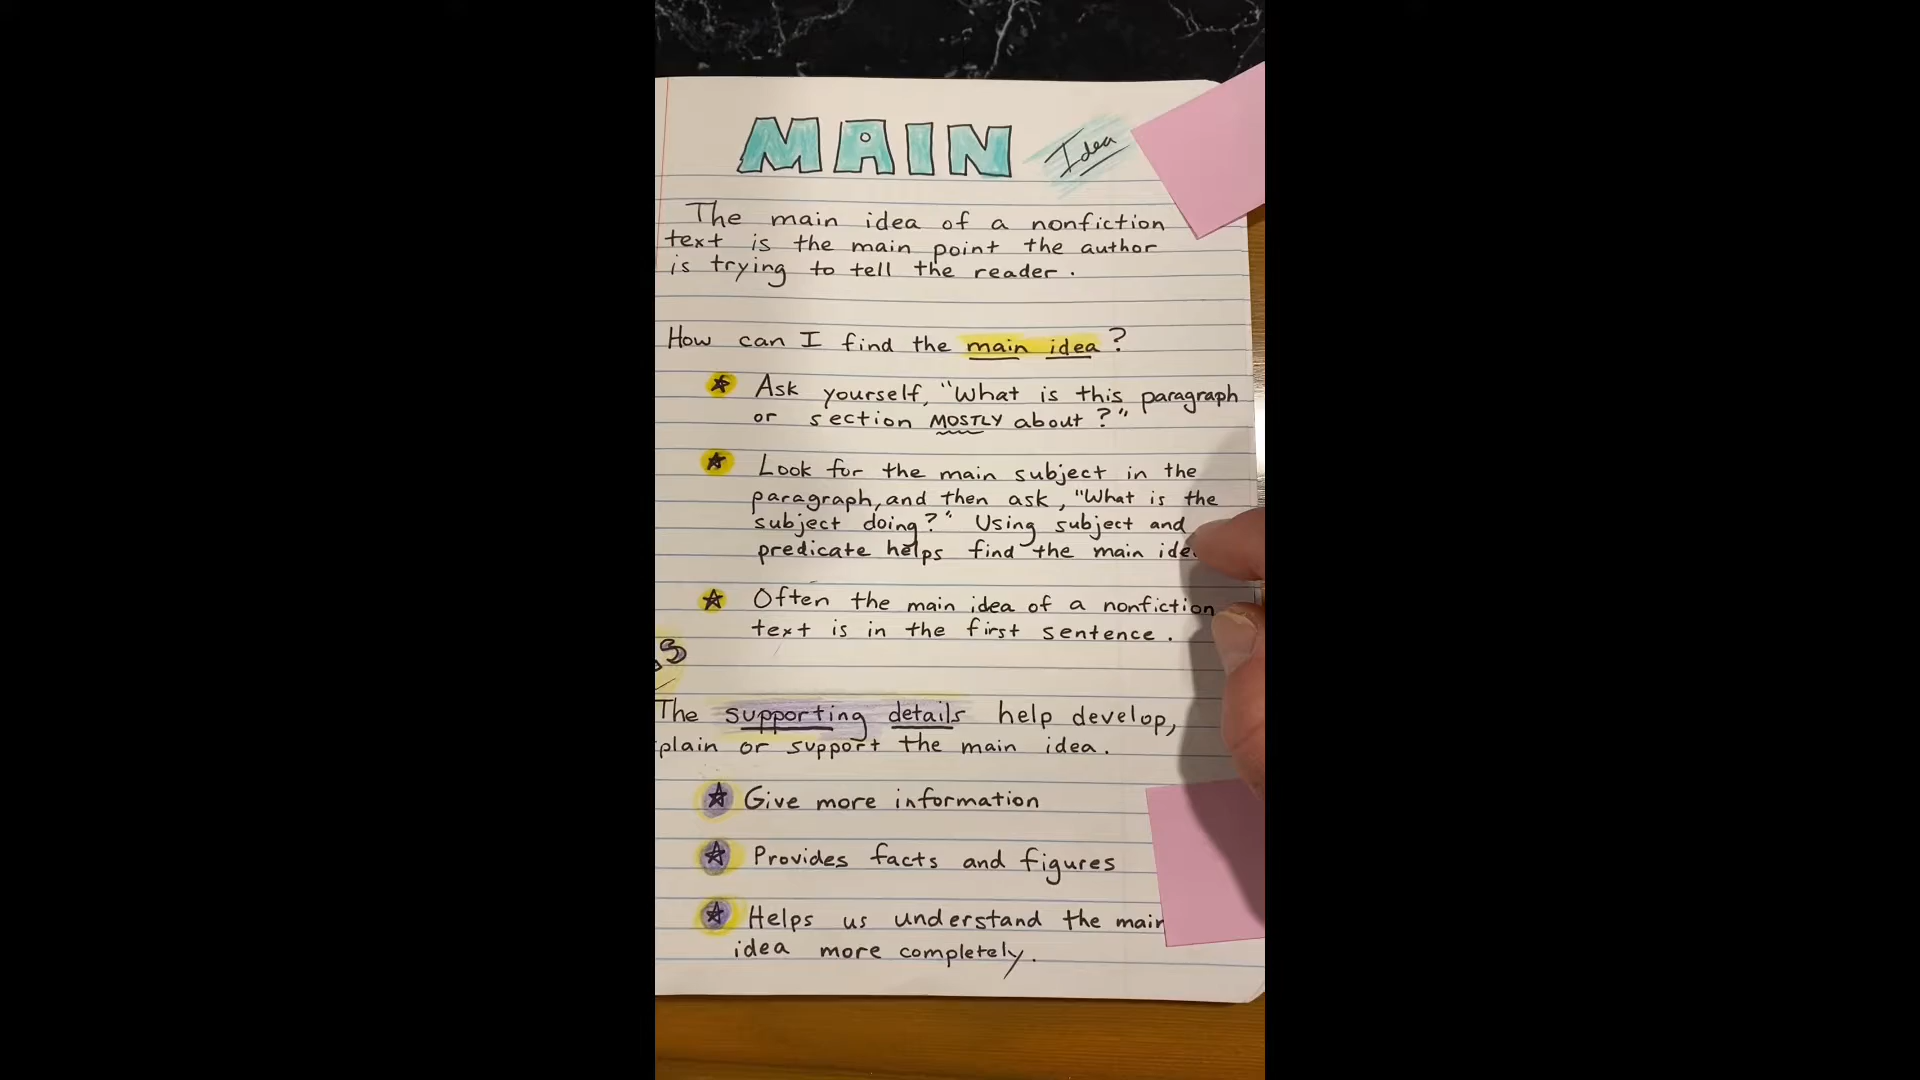 MAIN Idea
The main idea of a nonfiction
text is the main point the author
is trying to tell the reader.
How can I find the main idea?
Ask yourself, "What is this paragraph
or section MOSTLY about?"
Look for the main subject in the
paragraph, and then ask, "What is the
subject doing?" Using subject and
predicate helps find the main
Often the main idea of a nonfiction
text is in the first sentence.
The supporting details help develop,
plain or support the main idea.
Give more information
Provides facts and figures
Helps us understand the main
idea more completely.